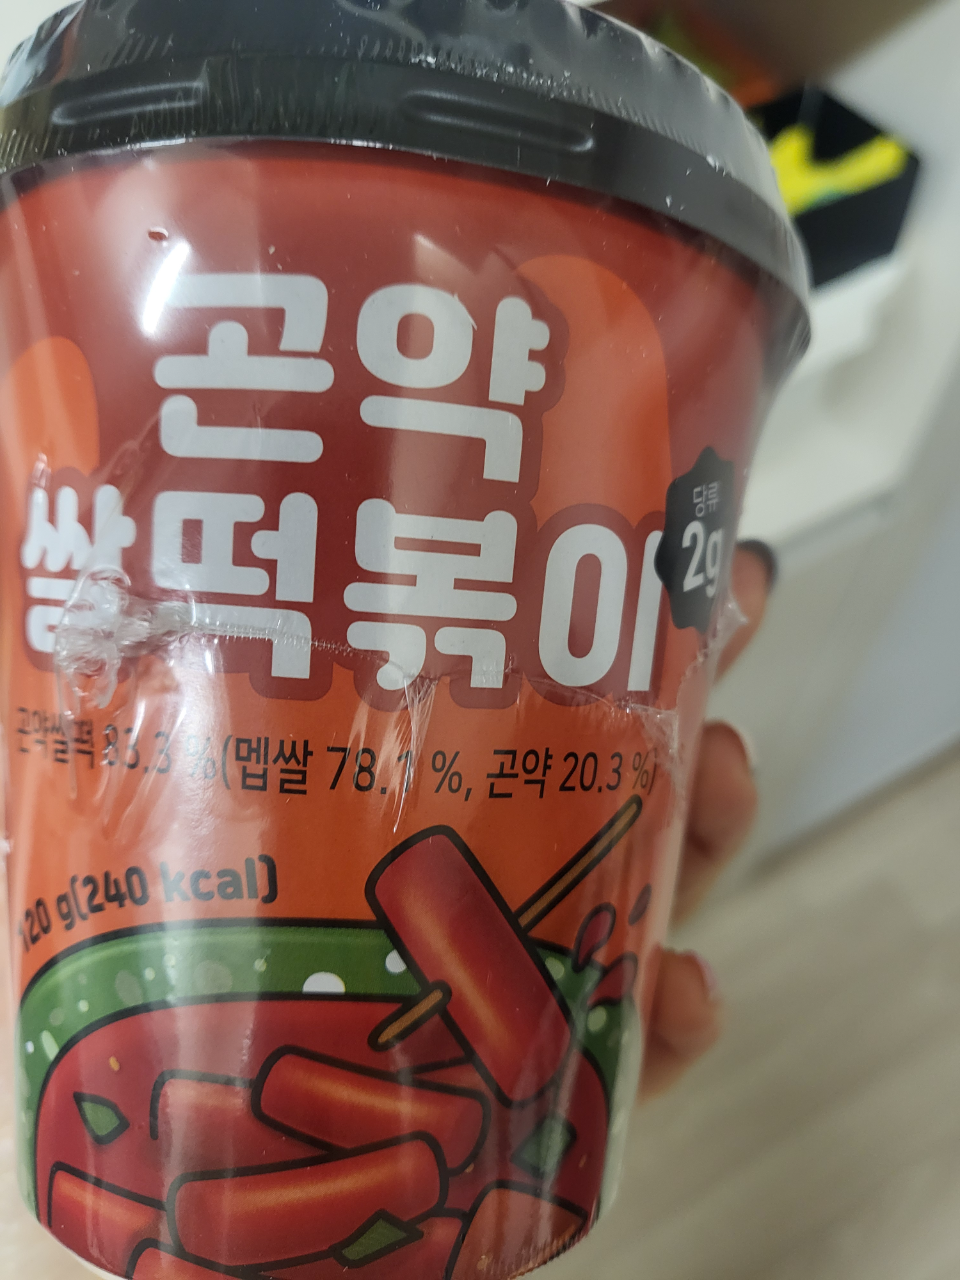 곤약
쌀떡볶이
당류
2g
곤약쌀떡 83.3 %(멥쌀 78.1 %, 곤약 20.3 %)
120 g(240 kcal)